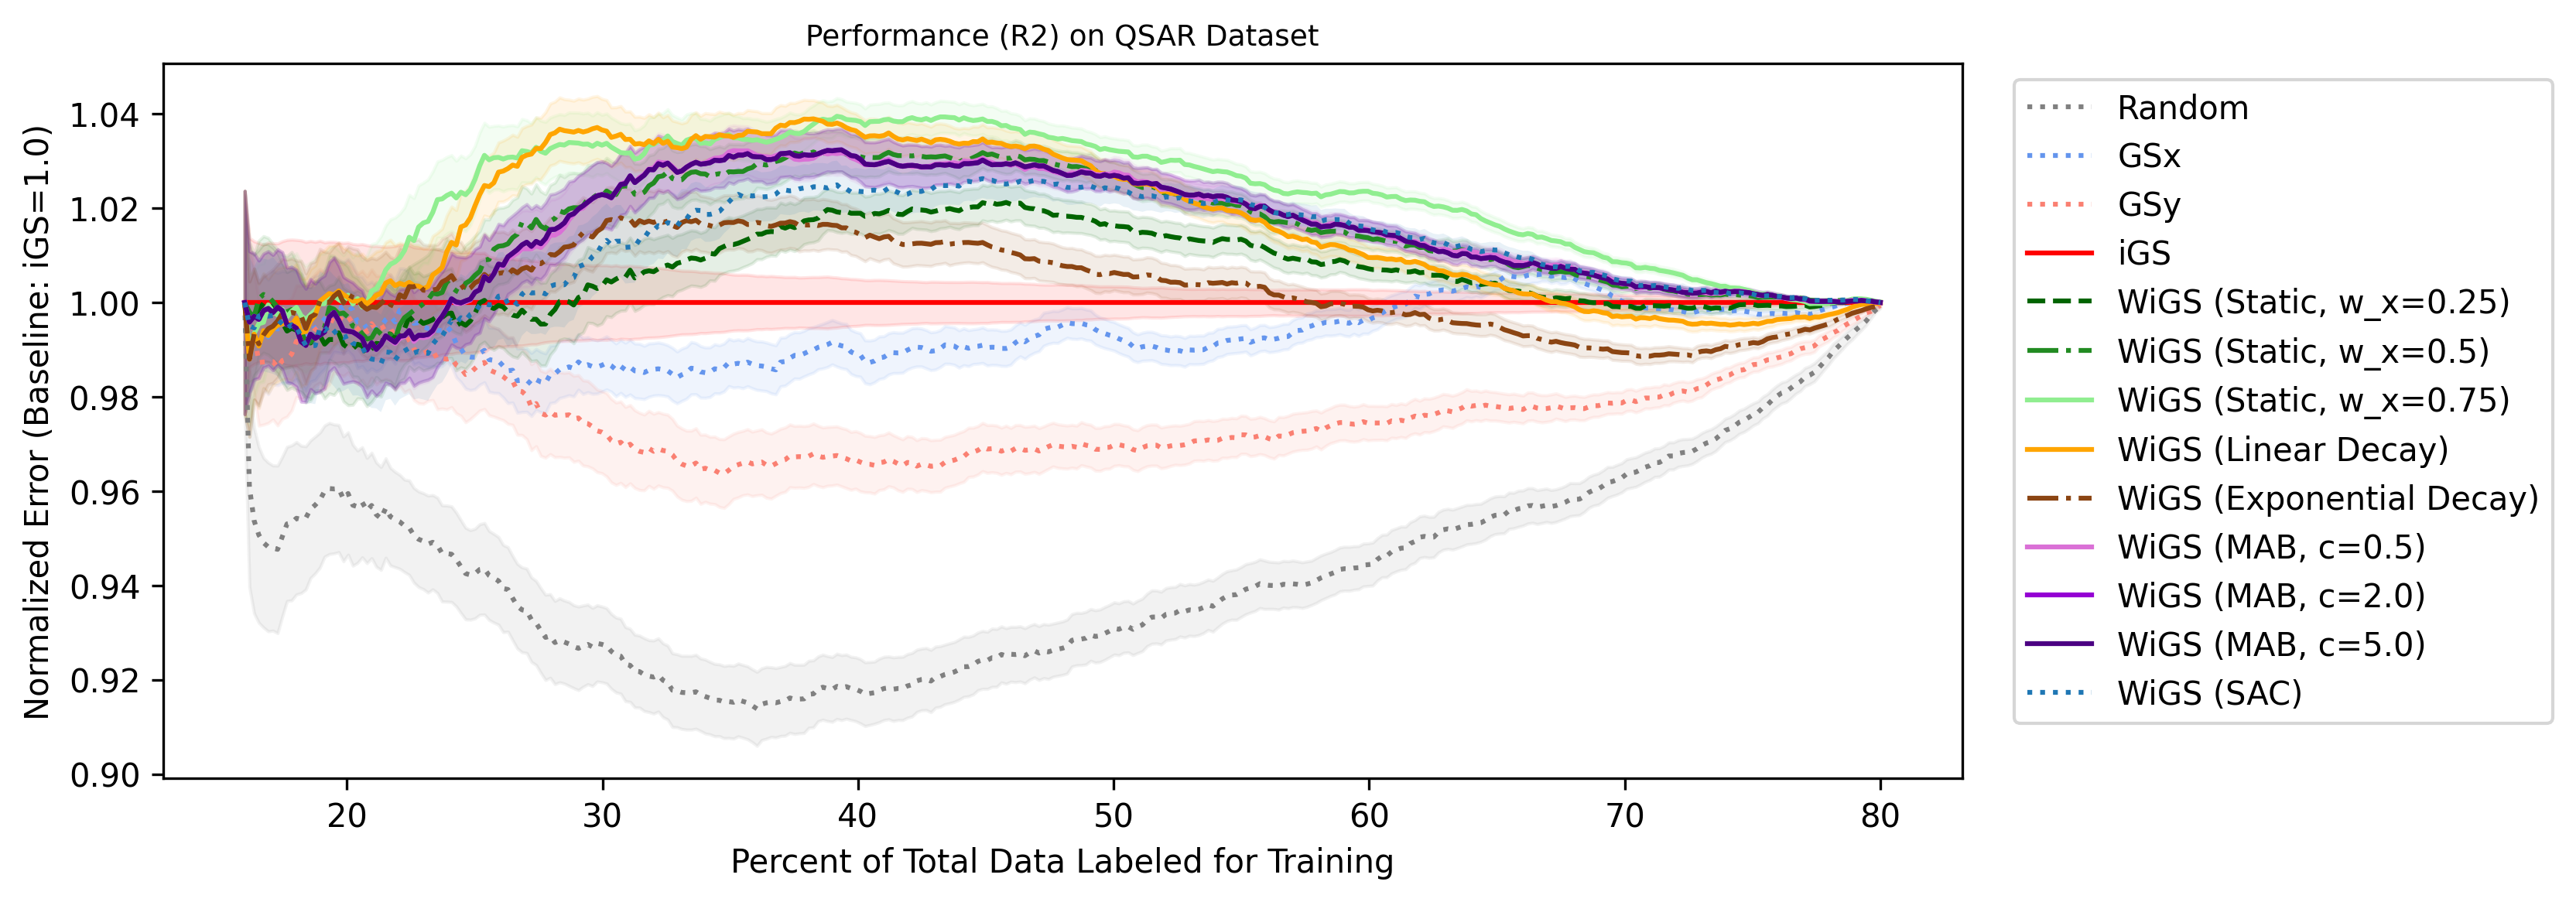 Performance (R2) on QSAR Dataset
Normalized Error (Baseline: iGS=1.0)
1.04
1.02
1.00
0.98
0.96
0.94
0.92
0.90
20
30
40
50
60
70
80
Percent of Total Data Labeled for Training
Random
GSx
GSy
iGS
WiGS (Static, w_x=0.25)
WiGS (Static, w_x=0.5)
WiGS (Static, w_x=0.75)
WiGS (Linear Decay)
WiGS (Exponential Decay)
WiGS (MAB, c=0.5)
WiGS (MAB, c=2.0)
WiGS (MAB, c=5.0)
WiGS (SAC)